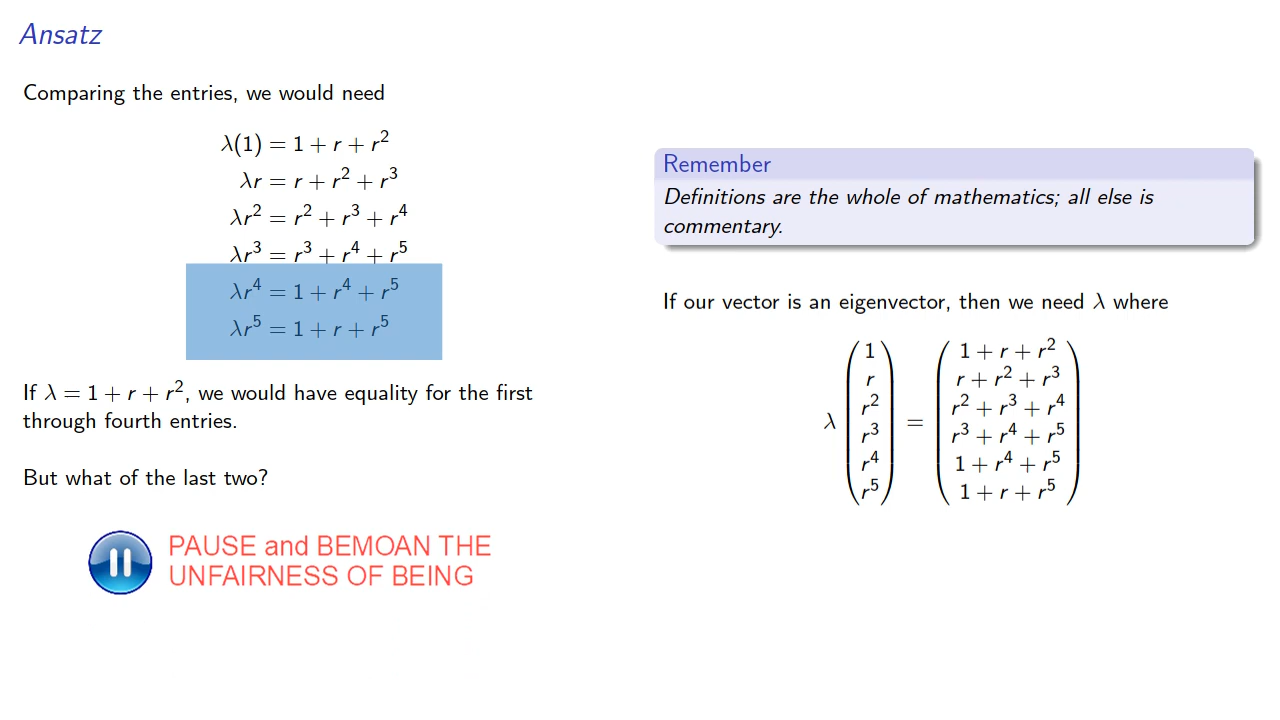 Ansatz
Comparing the entries, we would need
λ(1) = 1 + r + r²
λr = r + r² + r³
λr² = r² + r³ + r⁴
λr³ = r³ + r⁴ + r⁵
λr⁴ = 1 + r⁴ + r⁵
λr⁵ = 1 + r + r⁵
If λ = 1 + r + r², we would have equality for the first
through fourth entries.
But what of the last two?
PAUSE and BEMOAN THE
UNFAIRNESS OF BEING
Remember
Definitions are the whole of mathematics; all else is
commentary.
If our vector is an eigenvector, then we need λ where
1 1 + r + r²
r r + r² + r³
r² r² + r³ + r⁴
λ =
r³ r³ + r⁴ + r⁵
r⁴ 1 + r⁴ + r⁵
r⁵ 1 + r + r⁵